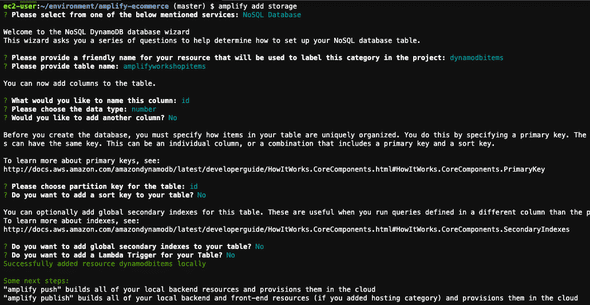 ec2-user:~/environment/amplify-ecommerce (master) $ amplify add storage
? Please select from one of the below mentioned services: NoSQL Database
Welcome to the NoSQL DynamoDB database wizard
This wizard asks you a series of questions to help determine how to set up your NoSQL database table.
? Please provide a friendly name for your resource that will be used to label this category in the project: dynamodbitems
? Please provide table name: amplifyworkshopitems
You can now add columns to the table.
? What would you like to name this column: id
? Please choose the data type: number
? Would you like to add another column? No
Before you create the database, you must specify how items in your table are uniquely organized. You do this by specifying a primary key. The
s can have the same key. This can be an individual column, or a combination that includes a primary key and a sort key.
To learn more about primary keys, see:
http://docs.aws.amazon.com/amazondynamodb/latest/developerguide/HowItWorks.CoreComponents.html#HowItWorks.CoreComponents.PrimaryKey
? Please choose partition key for the table: id
? Do you want to add a sort key to your table? No
You can optionally add global secondary indexes for this table. These are useful when you run queries defined in a different column than the p
To learn more about indexes, see:
http://docs.aws.amazon.com/amazondynamodb/latest/developerguide/HowItWorks.CoreComponents.html#HowItWorks.CoreComponents.SecondaryIndexes
? Do you want to add global secondary indexes to your table? No
? Do you want to add a Lambda Trigger for your Table? No
Successfully added resource dynamodbitems locally
Some next steps:
"amplify push" builds all of your local backend resources and provisions them in the cloud
"amplify publish" builds all of your local backend and front-end resources (if you added hosting category) and provisions them in the cloud